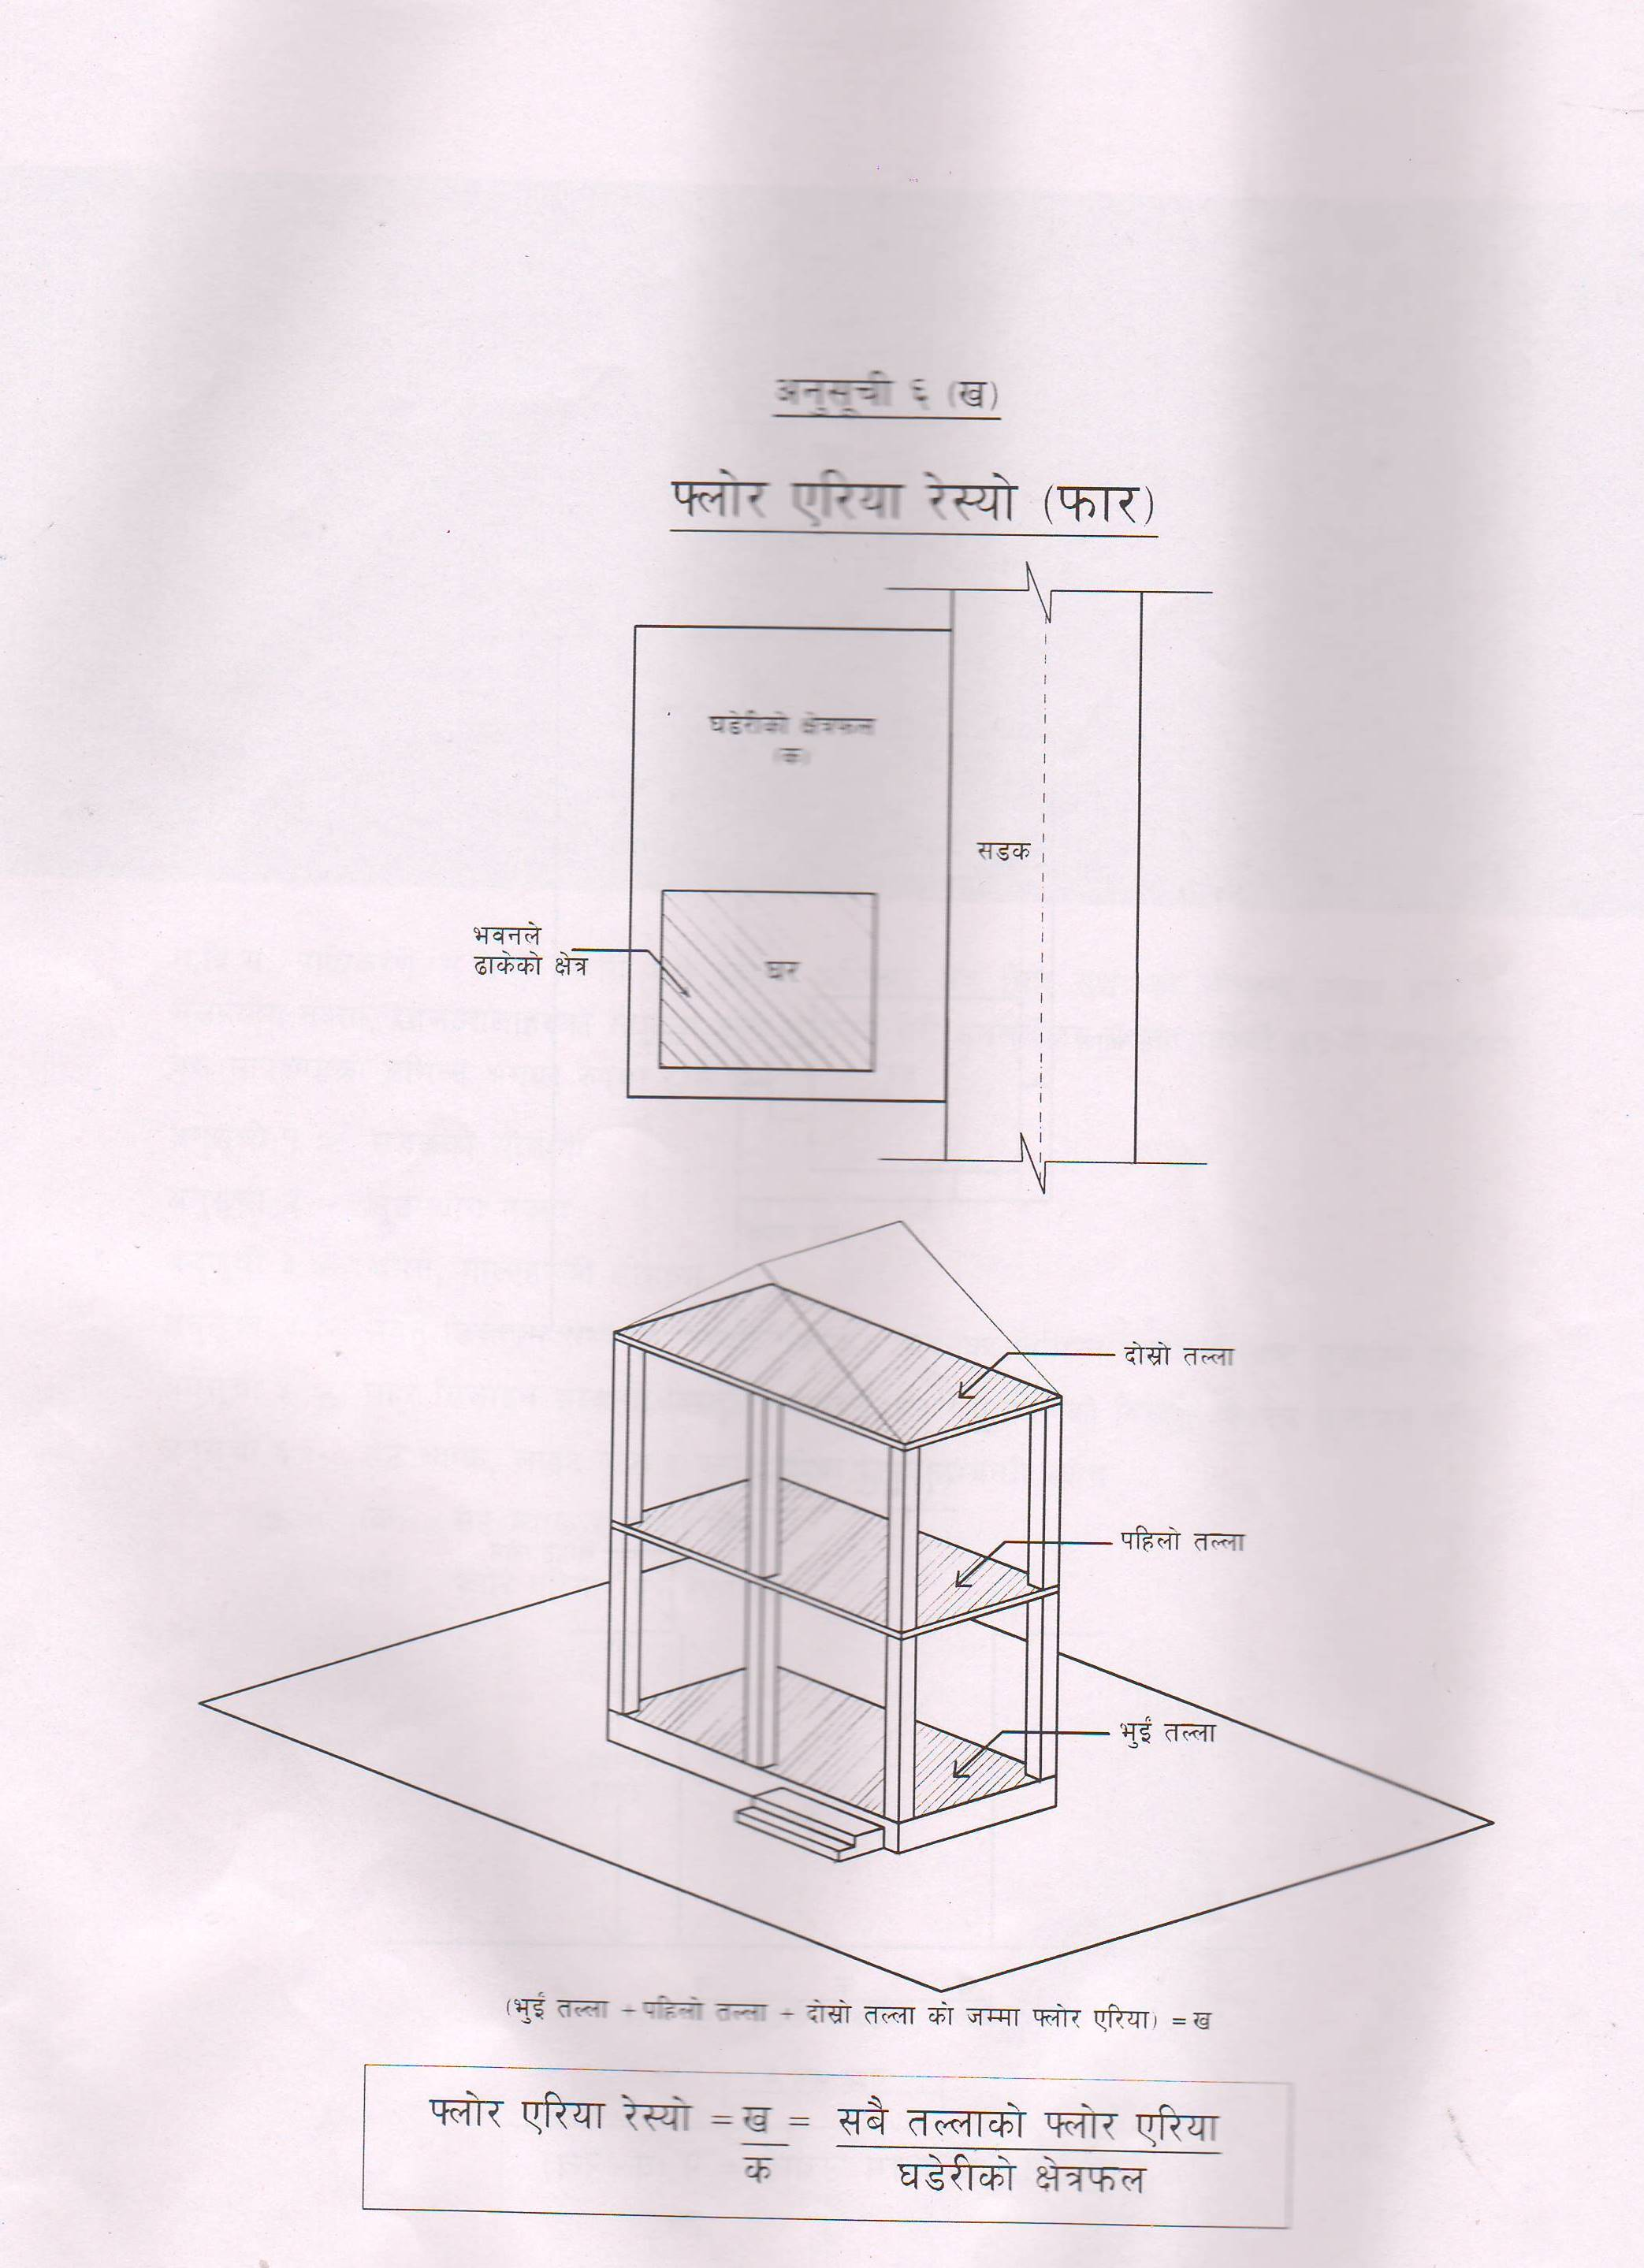 अनुसूची ६ (ख)
फ्लोर एरिया रेस्यो (फार)
घडेरीको क्षेत्रफल
(क)
सडक
भवनले
ढाकेको क्षेत्र
घर
दोस्रो तल्ला
पहिलो तल्ला
भुईं तल्ला
(भुईं तल्ला + पहिलो तल्ला + दोस्रो तल्ला को जम्मा फ्लोर एरिया) = ख
फ्लोर एरिया रेस्यो = ख = सबै तल्लाको फ्लोर एरिया
क घडेरीको क्षेत्रफल